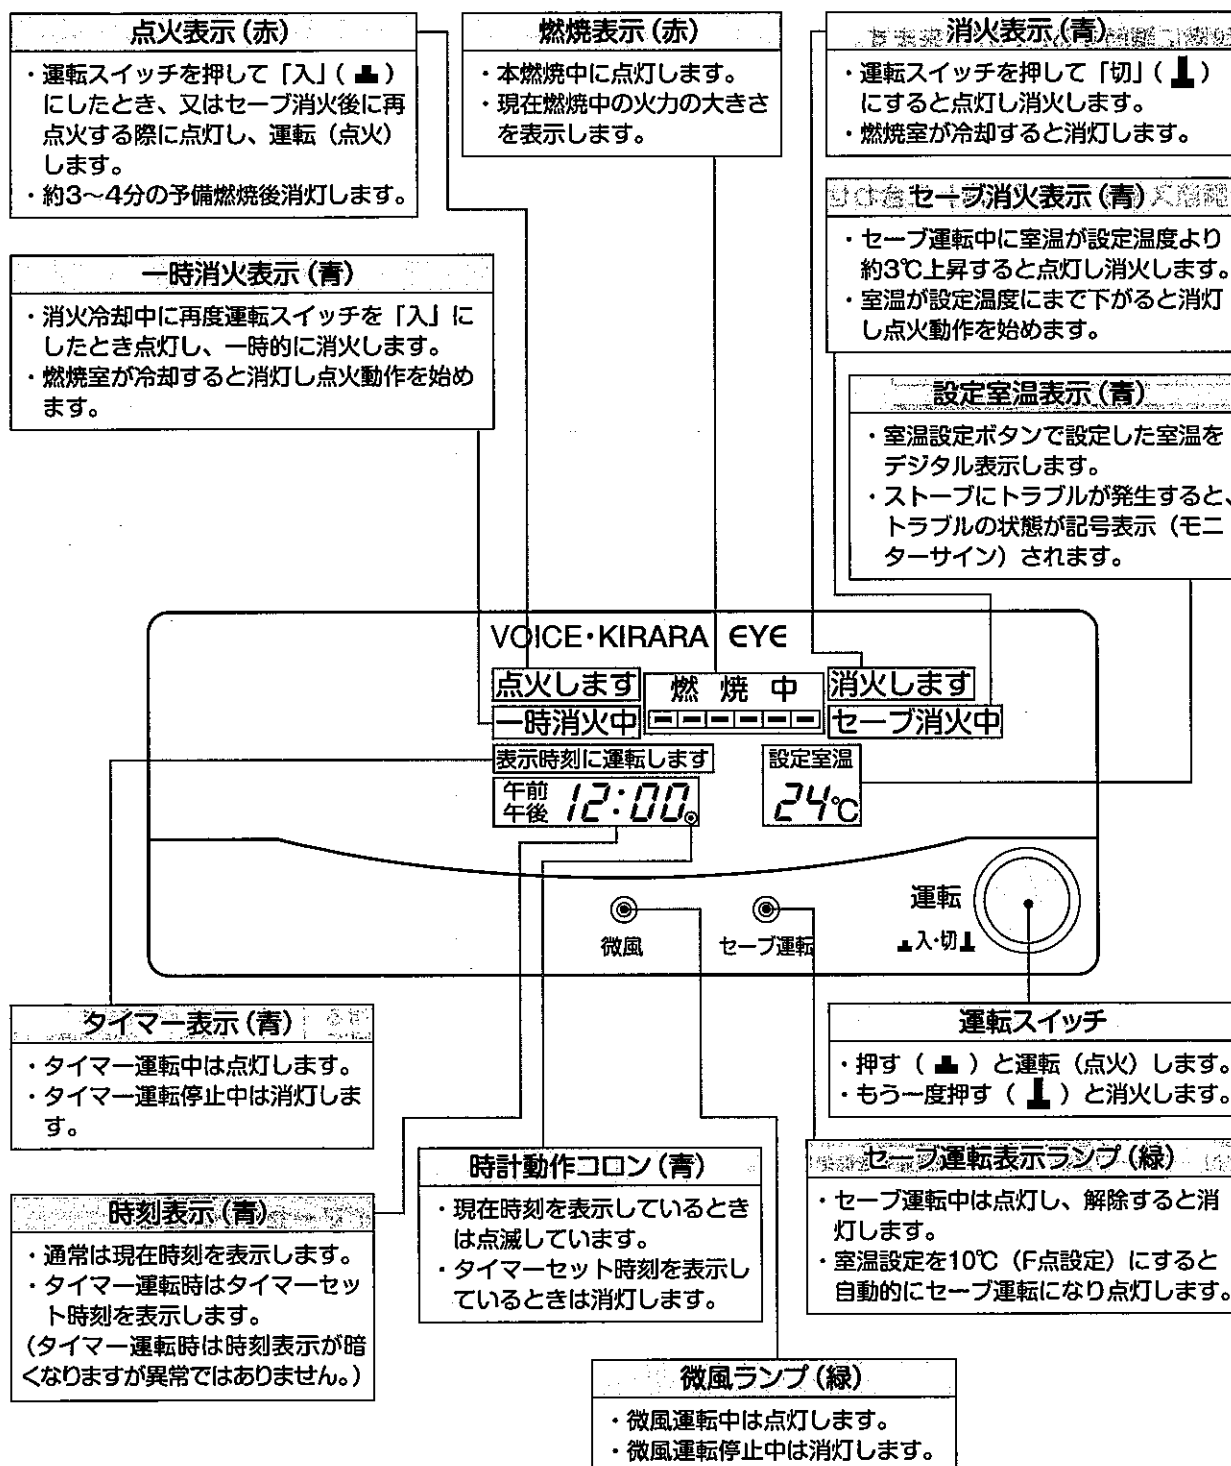 点火表示(赤)
・運転スイッチを押して「入」( )
にしたとき、又はセーブ消火後に再
点火する際に点灯し、運転(点火)
します。
・約3~4分の予備燃焼後消灯します。
燃焼表示(赤)
・本燃焼中に点灯します。
・現在燃焼中の火力の大きさ
を表示します。
消火表示(青)
・運転スイッチを押して「切」( )
にすると点灯し消火します。
・燃焼室が冷却すると消灯します。
セーブ消火表示(青)
・セーブ運転中に室温が設定温度より
約3℃上昇すると点灯し消火します。
・室温が設定温度にまで下がると消灯
し点火動作を始めます。
一時消火表示(青)
・消火冷却中に再度運転スイッチを「入」に
したとき点灯し、一時的に消火します。
・燃焼室が冷却すると消灯し点火動作を始め
ます。
設定室温表示(青)
・室温設定ボタンで設定した室温を
デジタル表示します。
・ストーブにトラブルが発生すると、
トラブルの状態が記号表示(モニ
ターサイン)されます。
VOICE・KIRARA EYE
点火します
燃焼中
消火します
一時消火中
セーブ消火中
表示時刻に運転します
設定室温
午前
午後
12:00
24℃
微風
セーブ運転
運転
入・切
タイマー表示(青)
・タイマー運転中は点灯します。
・タイマー運転停止中は消灯しま
す。
運転スイッチ
・押す( )と運転(点火)します。
・もう一度押す( )と消火します。
時刻表示(青)
・通常は現在時刻を表示します。
・タイマー運転時はタイマーセッ
ト時刻を表示します。
(タイマー運転時は時刻表示が暗
くなりますが異常ではありません。)
時計動作コロン(青)
・現在時刻を表示しているとき
は点滅しています。
・タイマーセット時刻を表示し
ているときは消灯します。
セーブ運転表示ランプ(緑)
・セーブ運転中は点灯し、解除すると消
灯します。
・室温設定を10℃(F点設定)にすると
自動的にセーブ運転になり点灯します。
微風ランプ(緑)
・微風運転中は点灯します。
・微風運転停止中は消灯します。